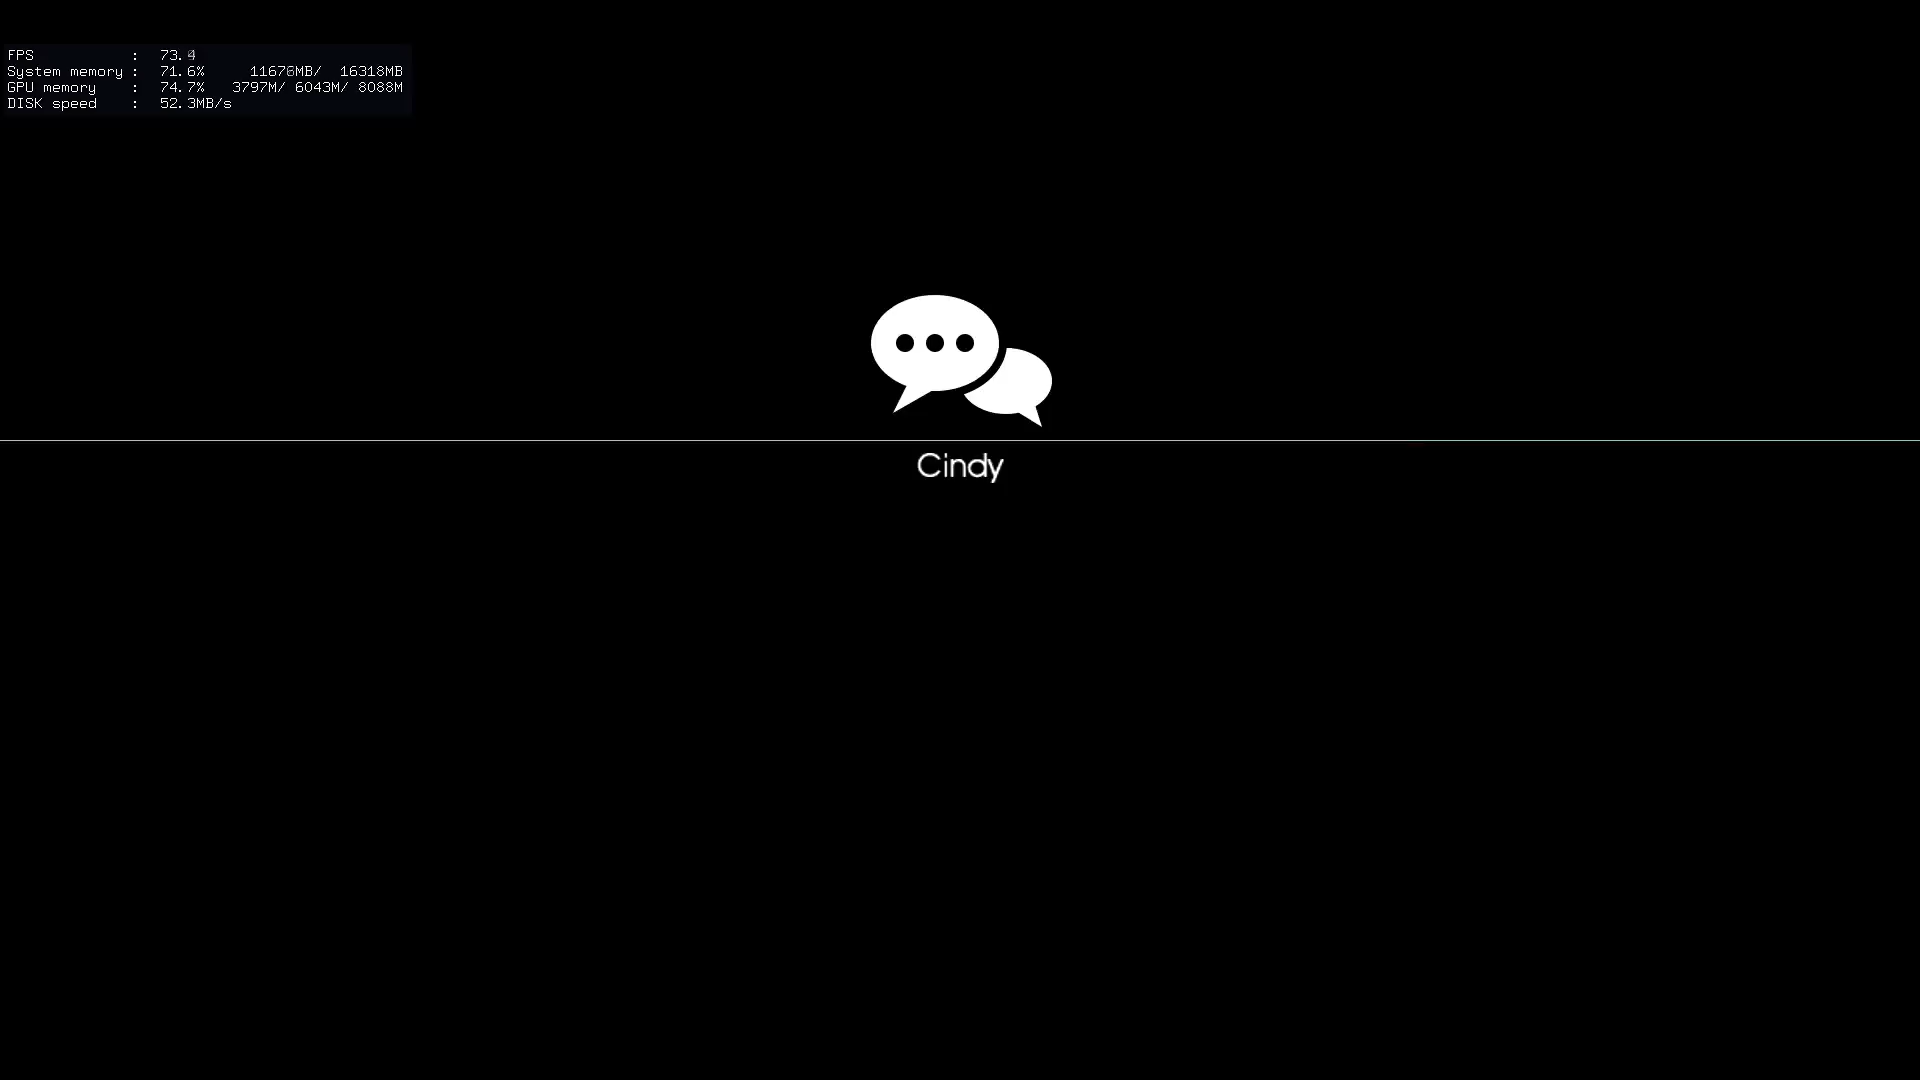 FPS : 73.4
System memory : 71.6% 11678MB/ 16318MB
GPU memory : 74.7% 3797M/ 6043M/ 8088M
DISK speed : 52.3MB/s
Cindy